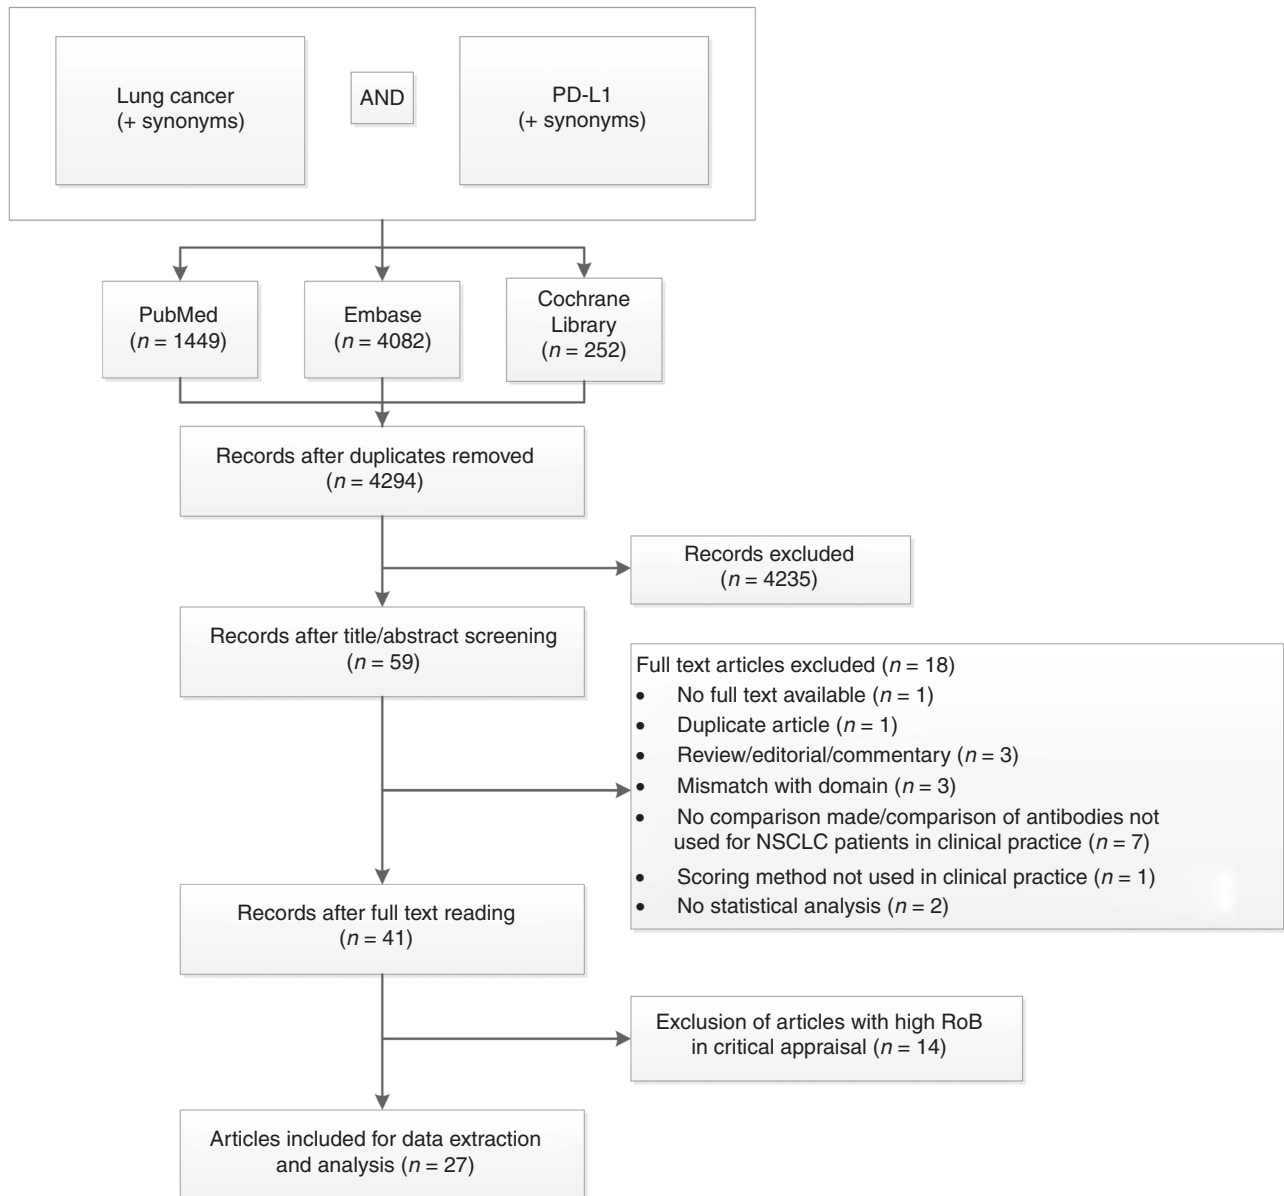 Lung cancer
(+ synonyms)
AND
PD-L1
(+ synonyms)
PubMed
(n = 1449)
Embase
(n = 4082)
Cochrane
Library
(n = 252)
Records after duplicates removed
(n = 4294)
Records excluded
(n = 4235)
Records after title/abstract screening
(n = 59)
Full text articles excluded (n = 18)
• No full text available (n = 1)
• Duplicate article (n = 1)
• Review/editorial/commentary (n = 3)
• Mismatch with domain (n = 3)
• No comparison made/comparison of antibodies not
used for NSCLC patients in clinical practice (n = 7)
• Scoring method not used in clinical practice (n = 1)
• No statistical analysis (n = 2)
Records after full text reading
(n = 41)
Exclusion of articles with high RoB
in critical appraisal (n = 14)
Articles included for data extraction
and analysis (n = 27)